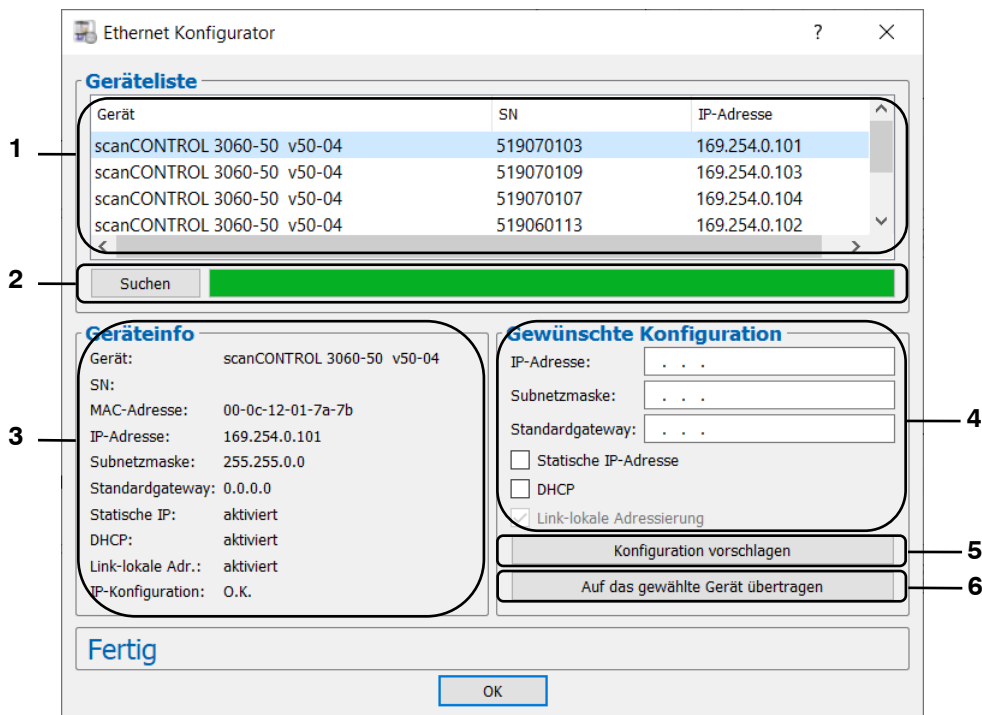 Ethernet Konfigurator ?
Geräteliste
Gerät SN IP-Adresse
1
scanCONTROL 3060-50 v50-04 519070103 169.254.0.101
scanCONTROL 3060-50 v50-04 519070109 169.254.0.103
scanCONTROL 3060-50 v50-04 519070107 169.254.0.104
scanCONTROL 3060-50 v50-04 519060113 169.254.0.102
2
Suchen
Geräteinfo
Gerät: scanCONTROL 3060-50 v50-04
SN:
MAC-Adresse: 00-0c-12-01-7a-7b
3
IP-Adresse: 169.254.0.101
Subnetzmaske: 255.255.0.0
Standardgateway: 0.0.0.0
Statische IP: aktiviert
DHCP: aktiviert
Link-lokale Adr.: aktiviert
IP-Konfiguration: O.K.
Gewünschte Konfiguration
IP-Adresse: . . .
Subnetzmaske: . . .
Standardgateway: . . .
4
Statische IP-Adresse
DHCP
Link-lokale Adressierung
Konfiguration vorschlagen
5
Auf das gewählte Gerät übertragen
6
Fertig
OK